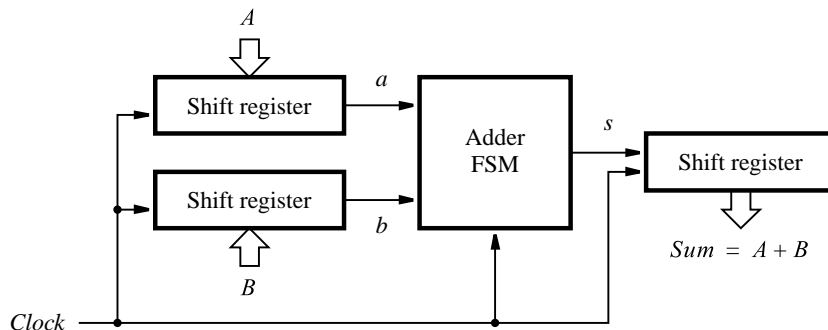 A
Shift register
a
Adder
FSM
s
Shift register
Shift register
b
B
Sum = A + B
Clock